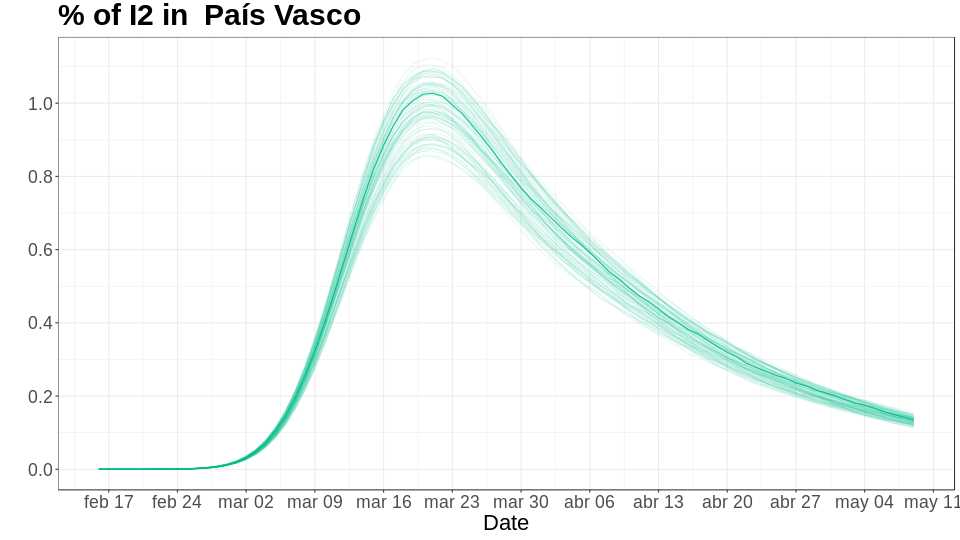 % of I2 in  País Vasco
1.0
0.8
0.6
0.4
0.2
0.0
feb 17 feb 24 mar 02 mar 09 mar 16 mar 23 mar 30 abr 06 abr 13 abr 20 abr 27 may 04 may 11
Date